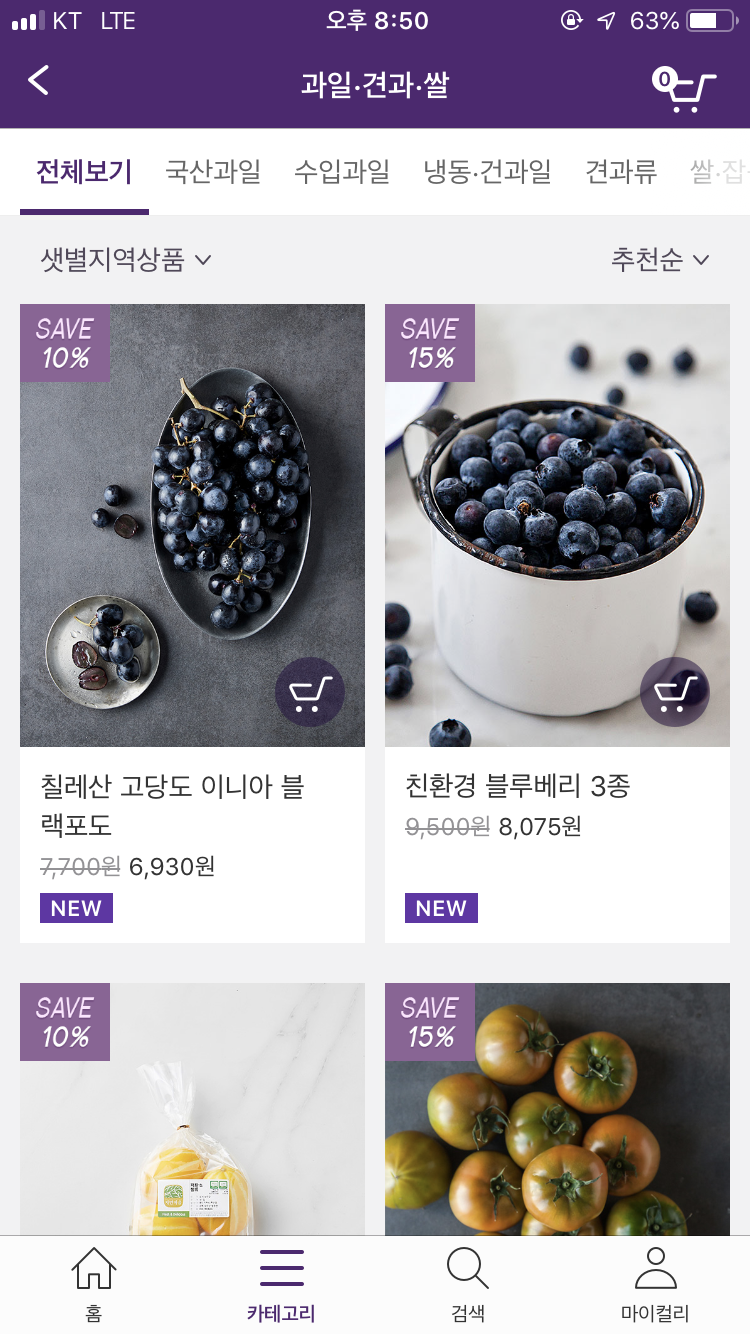 KT LTE 오후 8:50 63%
과일·견과·쌀 0
전체보기 국산과일 수입과일 냉동·건과일 견과류 쌀·잡
샛별지역상품 추천순
SAVE
10%
SAVE
15%
칠레산 고당도 이니아 블
랙포도
7,700원 6,930원
NEW
친환경 블루베리 3종
9,500원 8,075원
NEW
SAVE
10%
SAVE
15%
홈 카테고리 검색 마이컬리